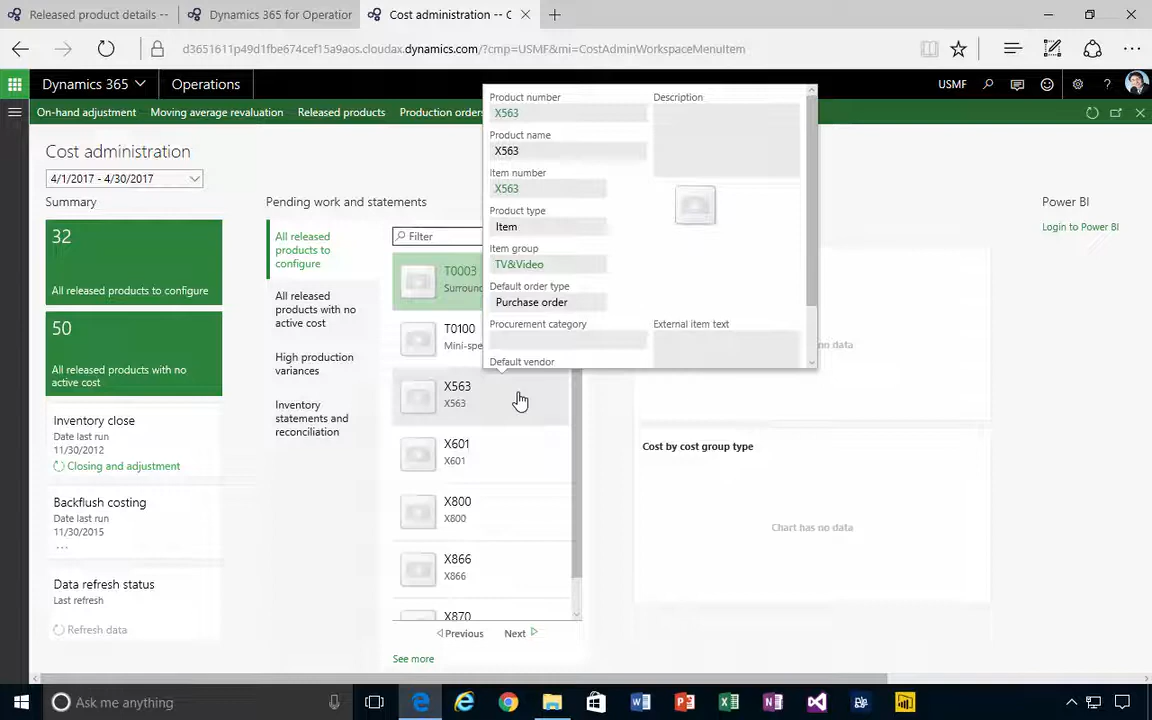 Released product details --
Dynamics 365 for Operation
Cost administration -- C
d3651611p49d1fbe674cef15a9aos.cloudax.dynamics.com/?cmp=USMF&mi=CostAdminWorkspaceMenuItem
Dynamics 365
Operations
USMF
?
On-hand adjustment
Moving average revaluation
Released products
Production orders
Cost administration
4/1/2017 - 4/30/2017
Summary
32
All released products to configure
50
All released products with no
active cost
Inventory close
Date last run
11/30/2012
Closing and adjustment
Backflush costing
Date last run
11/30/2015
...
Data refresh status
Last refresh
Refresh data
Pending work and statements
All released
products to
configure
All released
products with no
active cost
High production
variances
Inventory
statements and
reconciliation
Filter
T0003
Surround
T0100
Mini-spe
X563
X563
X601
X601
X800
X800
X866
X866
X870
Previous
Next
See more
Product number
X563
Product name
X563
Item number
X563
Product type
Item
Item group
TV&Video
Default order type
Purchase order
Procurement category
Default vendor
Description
External item text
no data
Cost by cost group type
Chart has no data
Power BI
Login to Power BI
Ask me anything